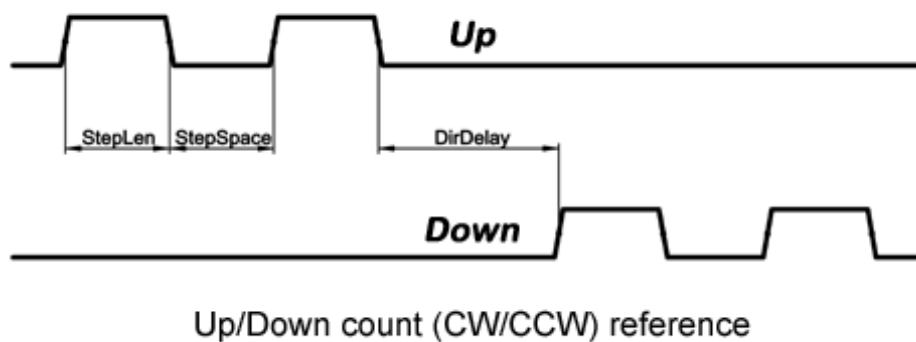 Up
StepLen StepSpace DirDelay
Down
Up/Down count (CW/CCW) reference